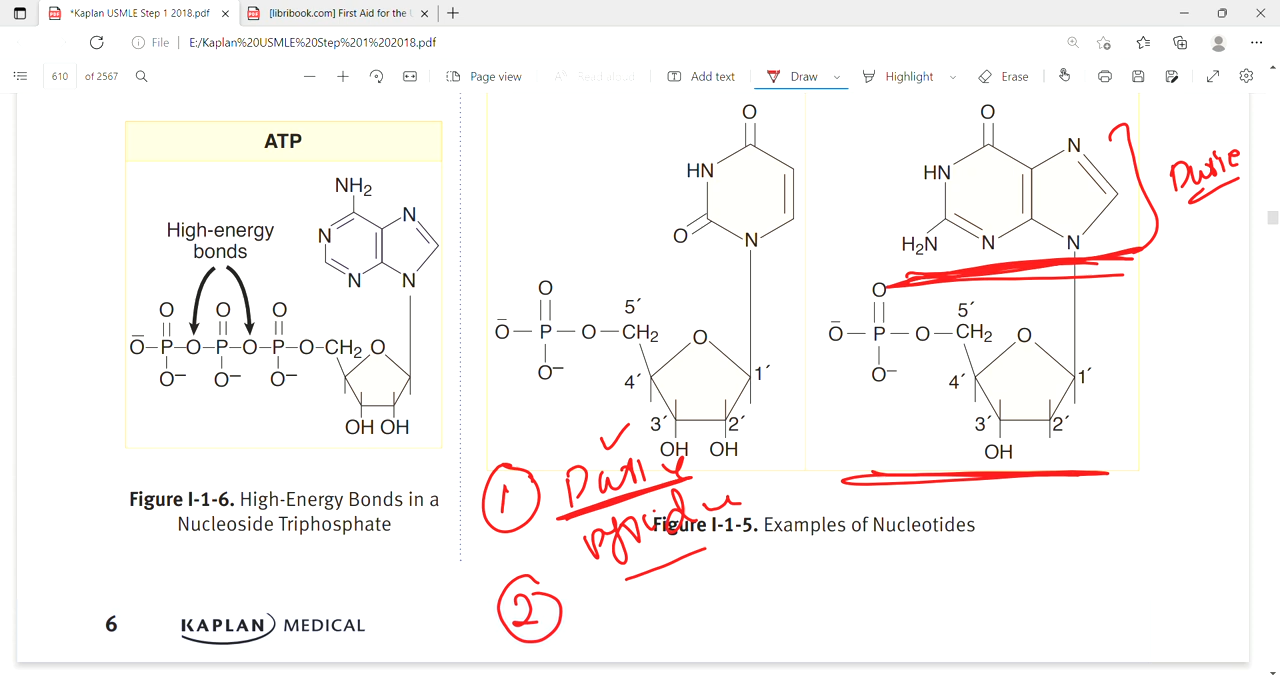 *Kaplan USMLE Step 1 2018.pdf
[libribook.com] First Aid for the
File
E:/Kaplan%20USMLE%20Step%201%202018.pdf
610
of 2567
Page view
Read aloud
Add text
Draw
Highlight
Erase
ATP
NH2
N
N
N
N
High-energy
bonds
O O O
O–P–O–P–O–P–O–CH2 O
O– O– O–
OH OH
Figure I-1-6. High-Energy Bonds in a
Nucleoside Triphosphate
O
HN
O
N
O
O–P–O–CH2
O–
5´
O
4´
1´
3´
2´
OH OH
O
N
HN
H2N
N
N
O
O–P–O–CH2
O–
5´
O
4´
1´
3´
2´
OH
1
2
Figure I-1-5. Examples of Nucleotides
6
KAPLAN MEDICAL